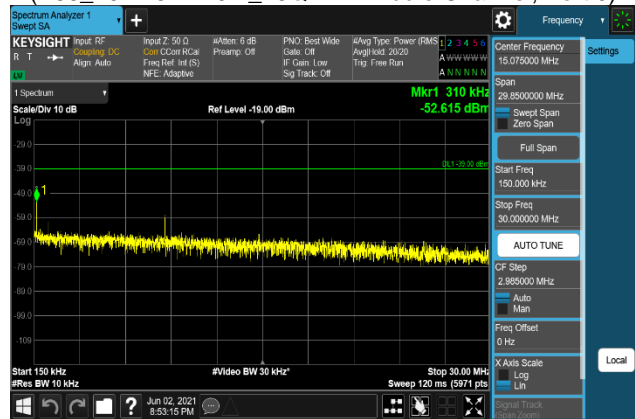 Spectrum Analyzer 1
Swept SA
Frequency
KEYSIGHT
R T
LW
Input: RF
Coupling: DC
Align: Auto
Input Z: 50 Ω
Corr CCorr RCal
Freq Ref: Int (S)
NFE: Adaptive
#Atten: 6 dB
Preamp: Off
PNO: Best Wide
Gate: Off
IF Gain: Low
Sig Track: Off
#Avg Type: Power (RMS
Avg|Hold: 20/20
Trig: Free Run
1 2 3 4 5 6
A W W W W W
A N N N N N
1 Spectrum
Scale/Div 10 dB
Log
Ref Level -19.00 dBm
Mkr1 310 kHz
-52.615 dBm
-29.0
-39.0
DL1 -39.00 dBm
-49.0
1
-59.0
-69.0
-79.0
-89.0
-99.0
-109
Start 150 kHz
#Res BW 10 kHz
#Video BW 30 kHz*
Stop 30.00 MHz
Sweep 120 ms (5971 pts
Jun 02, 2021
8:53:15 PM
Center Frequency
15.075000 MHz
Span
29.8500000 MHz
Swept Span
Zero Span
Full Span
Start Freq
150.000 kHz
Stop Freq
30.000000 MHz
AUTO TUNE
CF Step
2.985000 MHz
Auto
Man
Freq Offset
0 Hz
X Axis Scale
Log
Lin
Signal Track
(Span Zoom)
Settings
Local